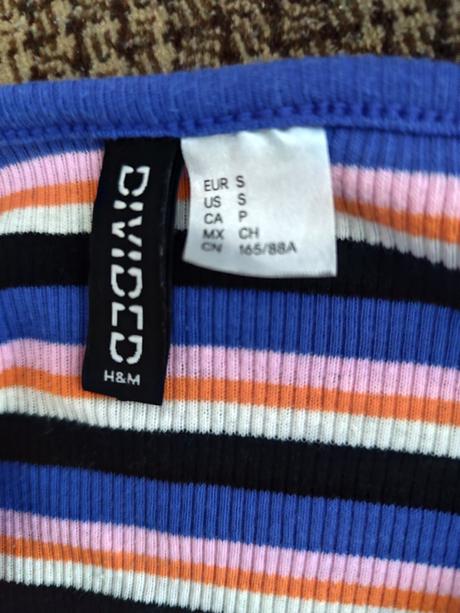 DIVIDED
H&M
EUR S
US S
CA P
MX CH
CN 165/88A